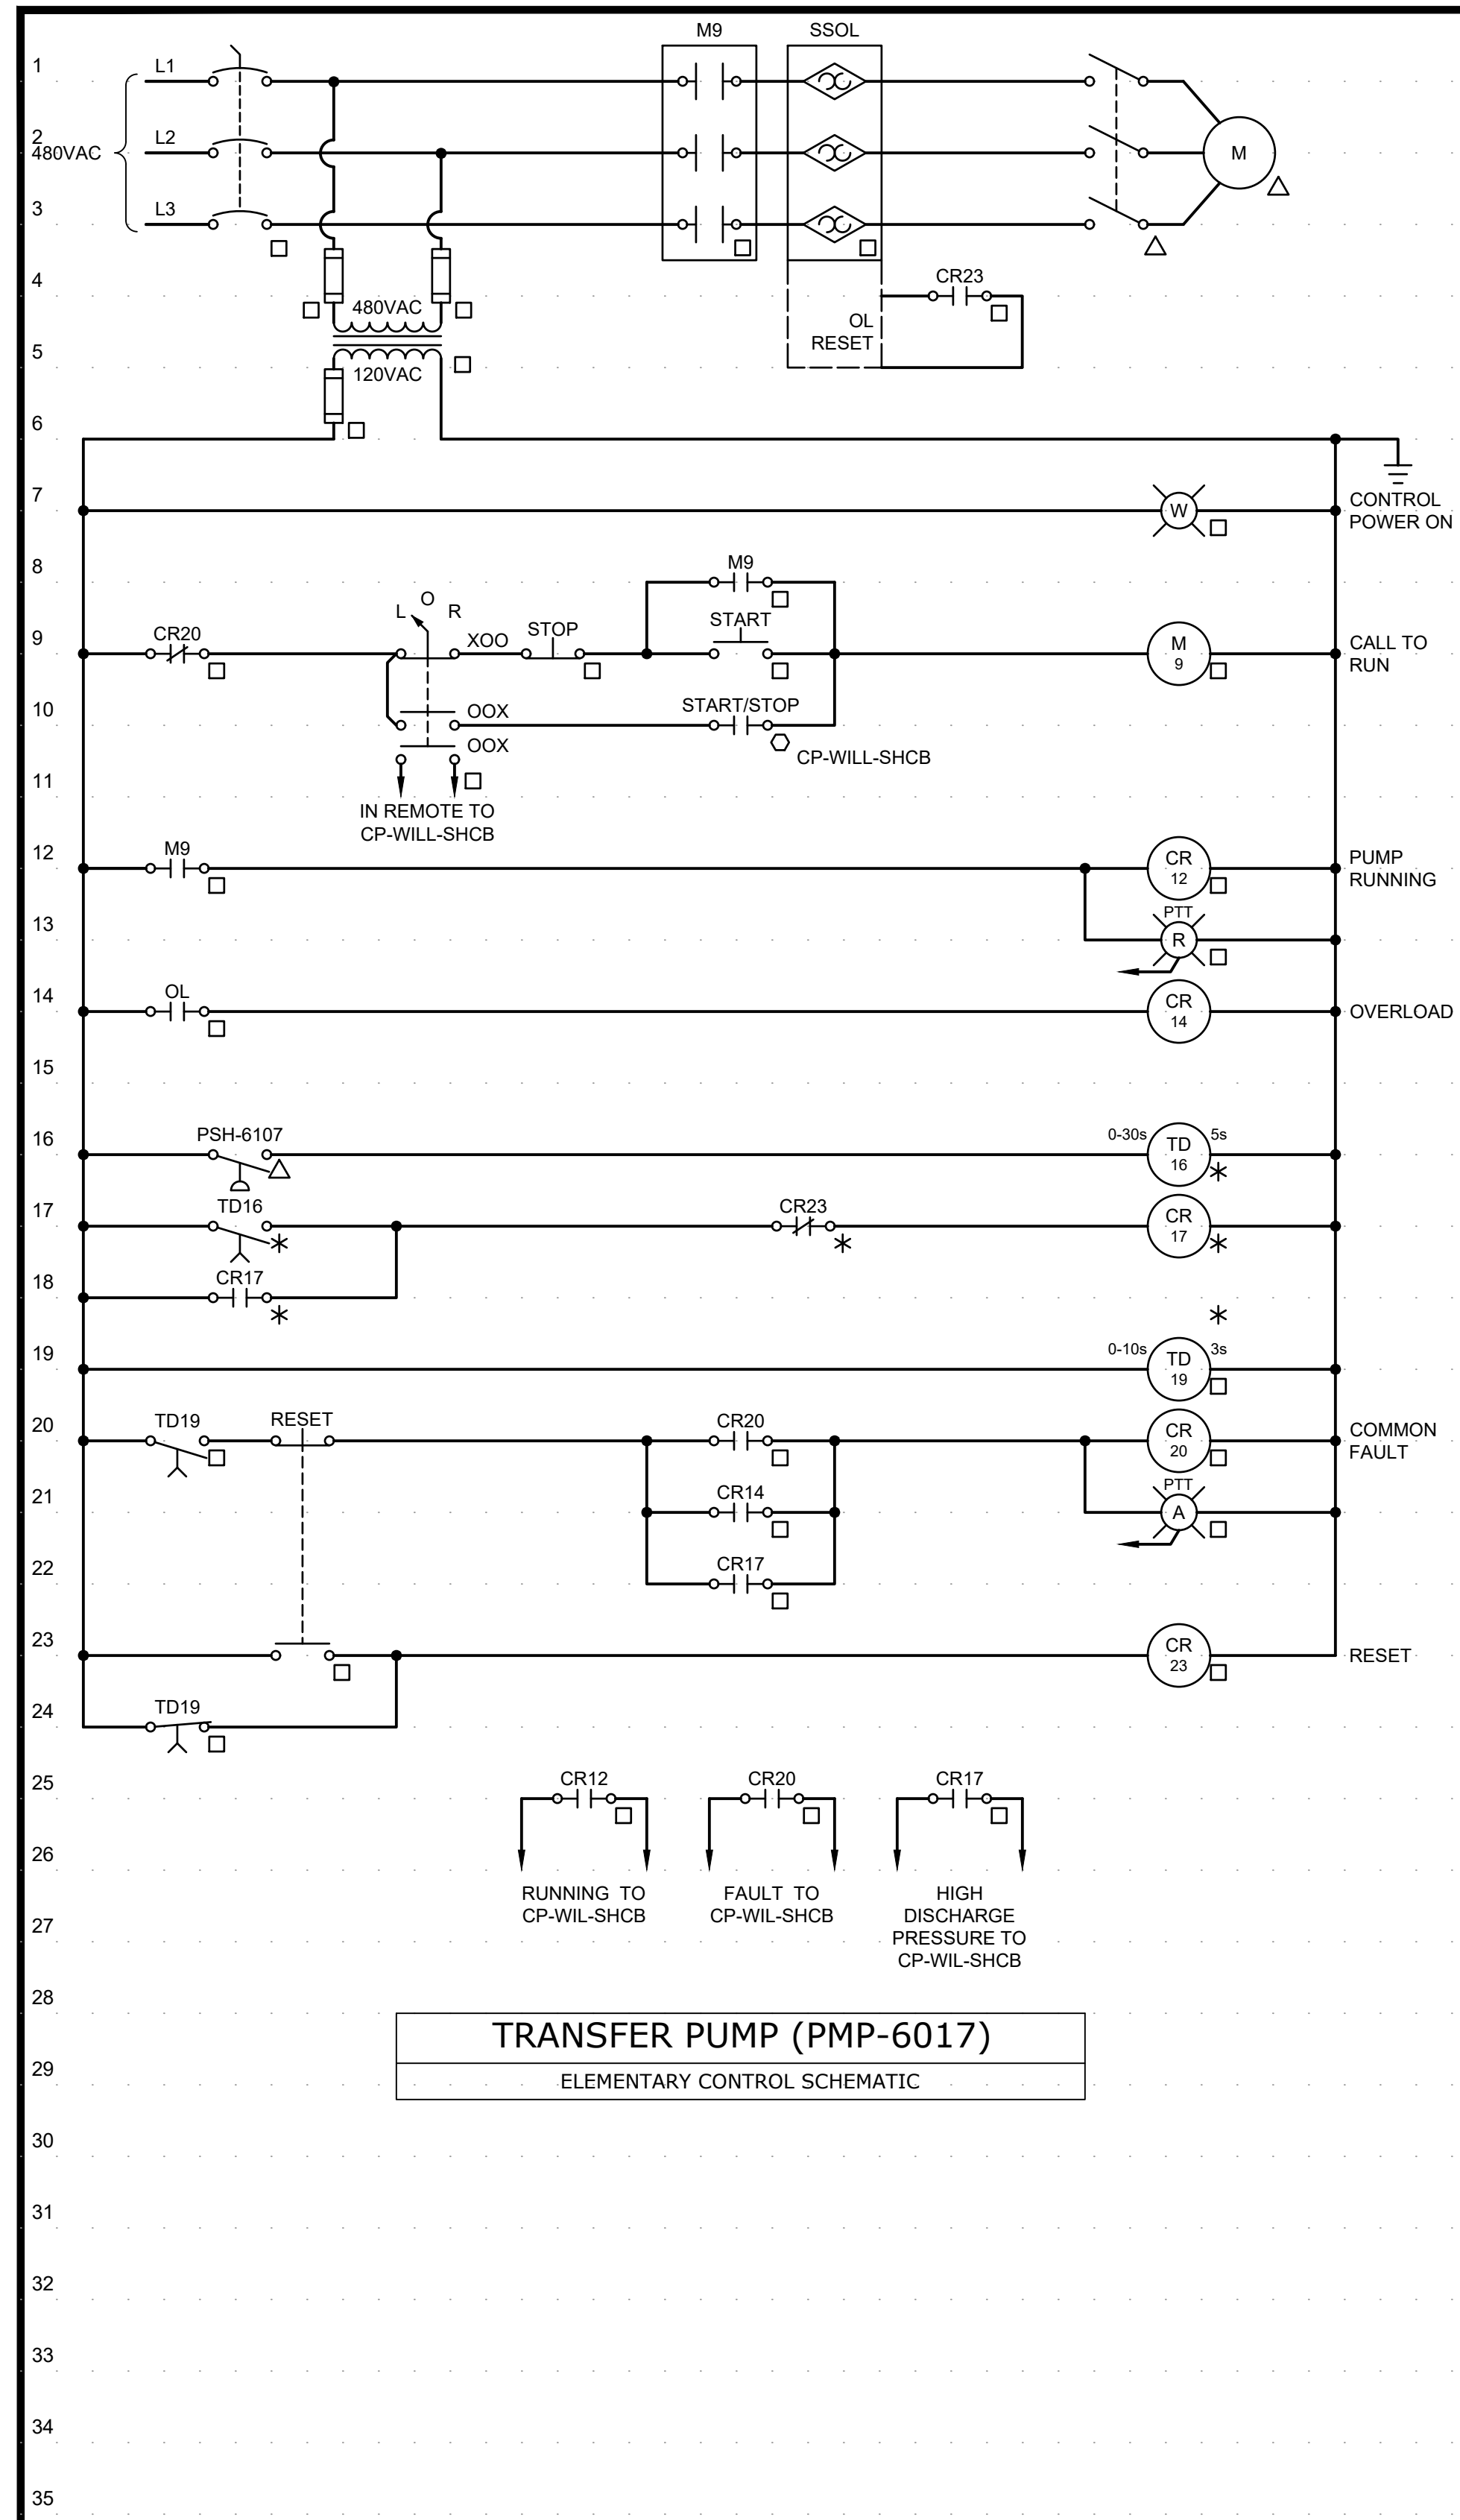 M9 SSOL
1 L1
2 L2
480VAC M
3 L3
4 480VAC CR23
OL
RESET
5 120VAC
6
7 W CONTROL
POWER ON
8 M9
L O R
9 CR20 XOO STOP START M
9 CALL TO
RUN
10 OOX START/STOP
OOX CP-WILL-SHCB
11
IN REMOTE TO
CP-WILL-SHCB
12 M9 CR
12 PUMP
RUNNING
13 PTT
R
14 OL CR
14 OVERLOAD
15
16 PSH-6107 0-30s TD
16 5s
17 TD16 CR23 CR
17
18 CR17
19 0-10s TD
19 3s
20 TD19 RESET CR20 CR
20 COMMON
FAULT
21 CR14 PTT
A
22 CR17
23 CR
23 RESET
24 TD19
25 CR12 CR20 CR17
26
RUNNING TO
CP-WIL-SHCB
FAULT TO
CP-WIL-SHCB
HIGH
DISCHARGE
PRESSURE TO
CP-WIL-SHCB
27
28
TRANSFER PUMP (PMP-6017)
29
ELEMENTARY CONTROL SCHEMATIC
30
31
32
33
34
35